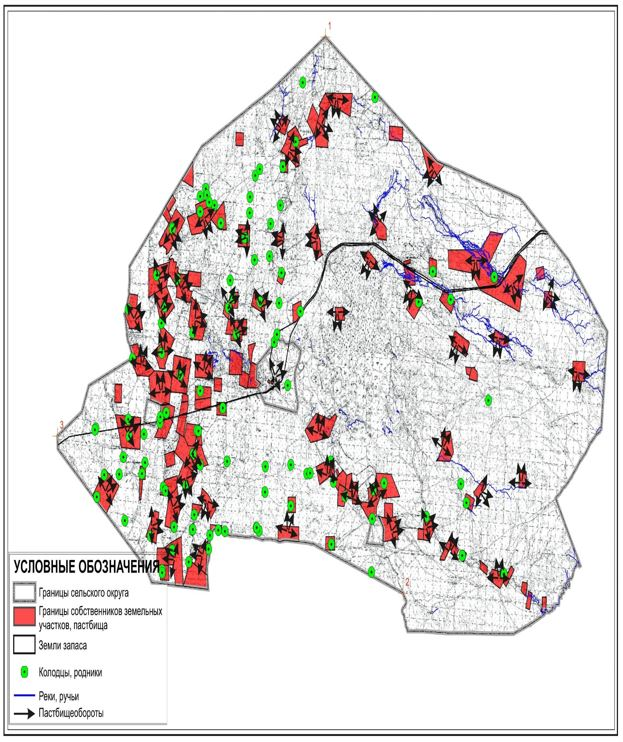 1
3
2
УСЛОВНЫЕ ОБОЗНАЧЕНИЯ
Границы сельского округа
Границы собственников земельных
участков, пастбища
Земли запаса
Колодцы, родники
Реки, ручьи
Пастбищеобороты